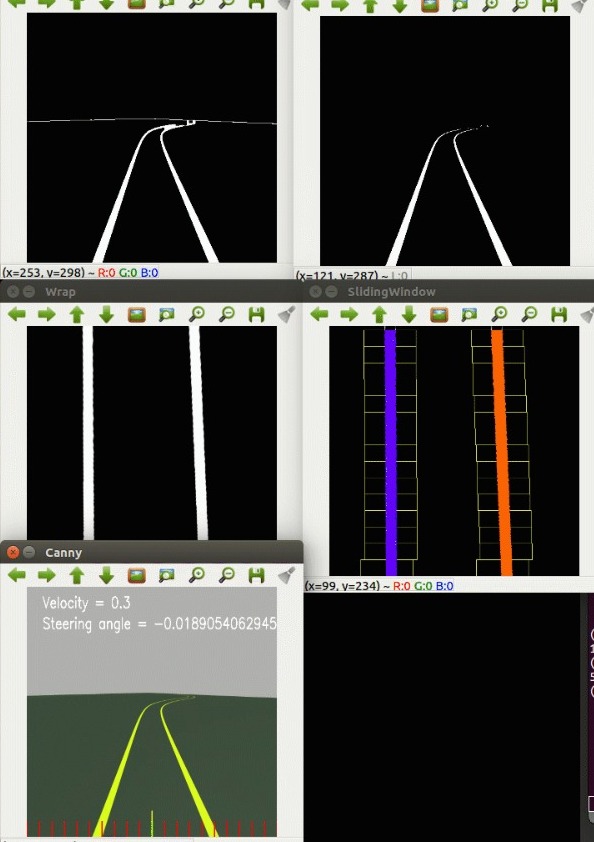 (x=253, y=298) ~ R:0 G:0 B:0
(x=121, y=287) ~ L:0
Wrap
SlidingWindow
(x=99, y=234) ~ R:0 G:0 B:0
Canny
Velocity = 0.3
Steering angle = -0.0189054062945